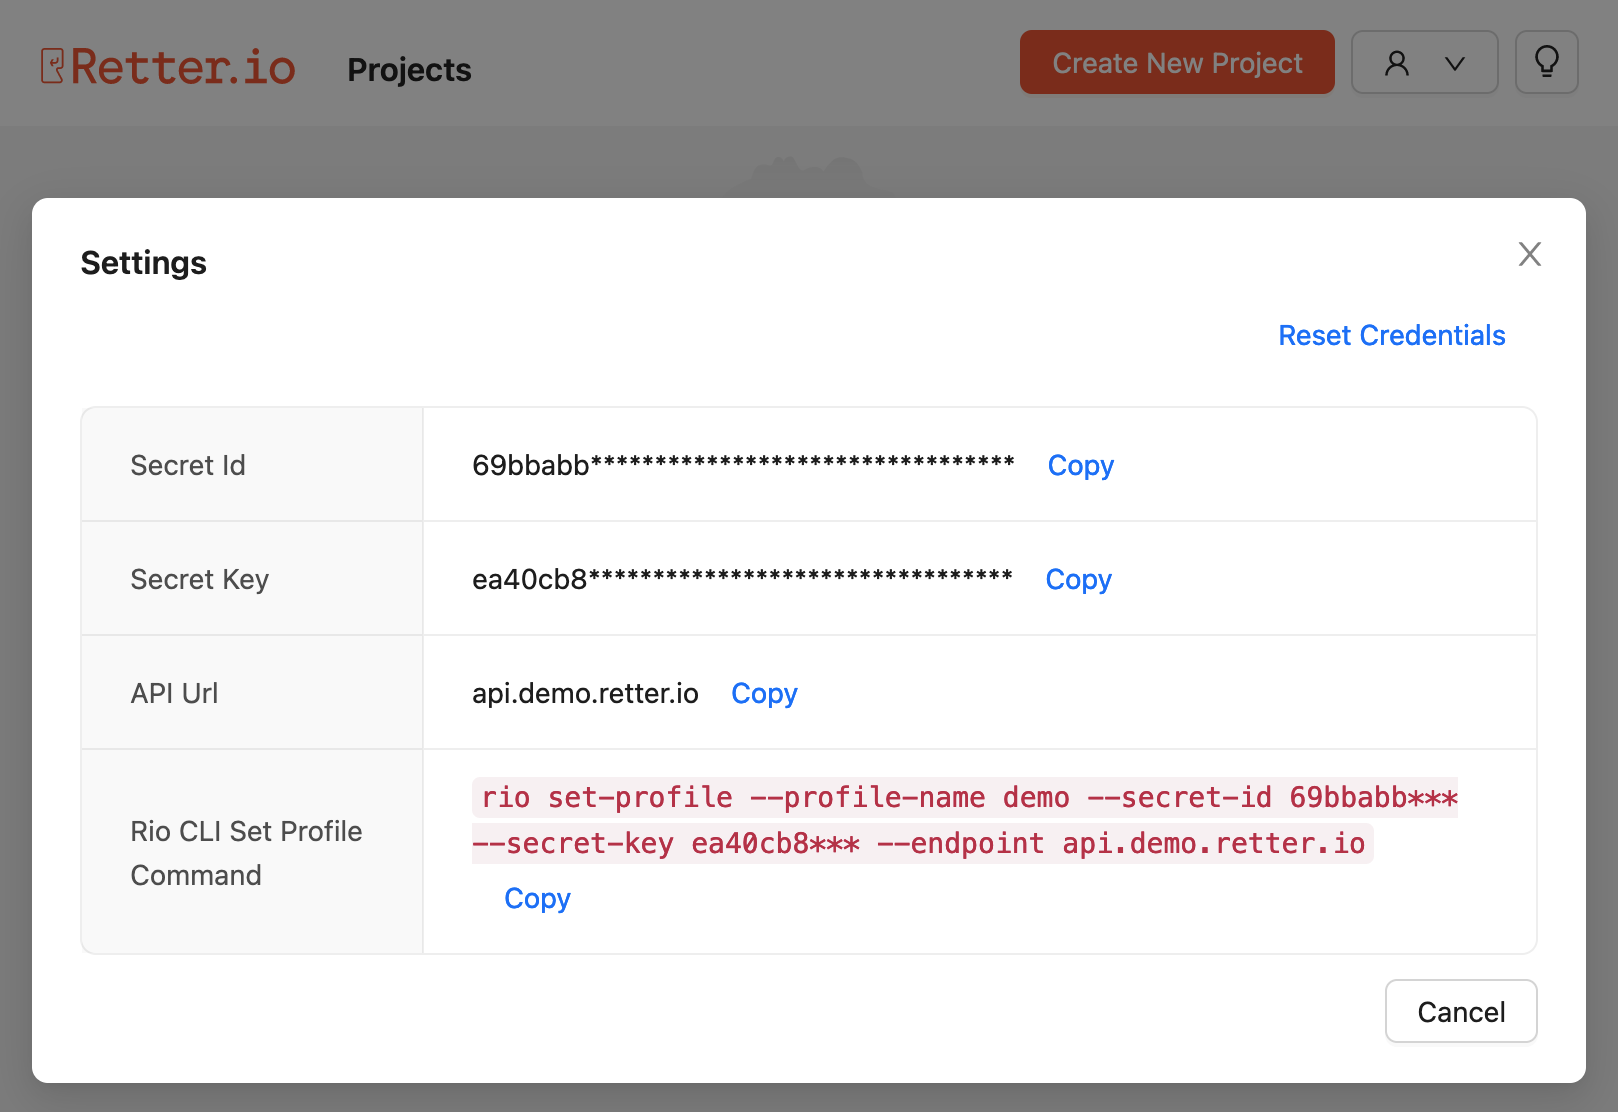 Retter.io
Projects
Create New Project
Settings
Reset Credentials
Secret Id
69bbabb*********************************
Copy
Secret Key
ea40cb8*********************************
Copy
API Url
api.demo.retter.io
Copy
Rio CLI Set Profile
Command
rio set-profile --profile-name demo --secret-id 69bbabb***
--secret-key ea40cb8*** --endpoint api.demo.retter.io
Copy
Cancel